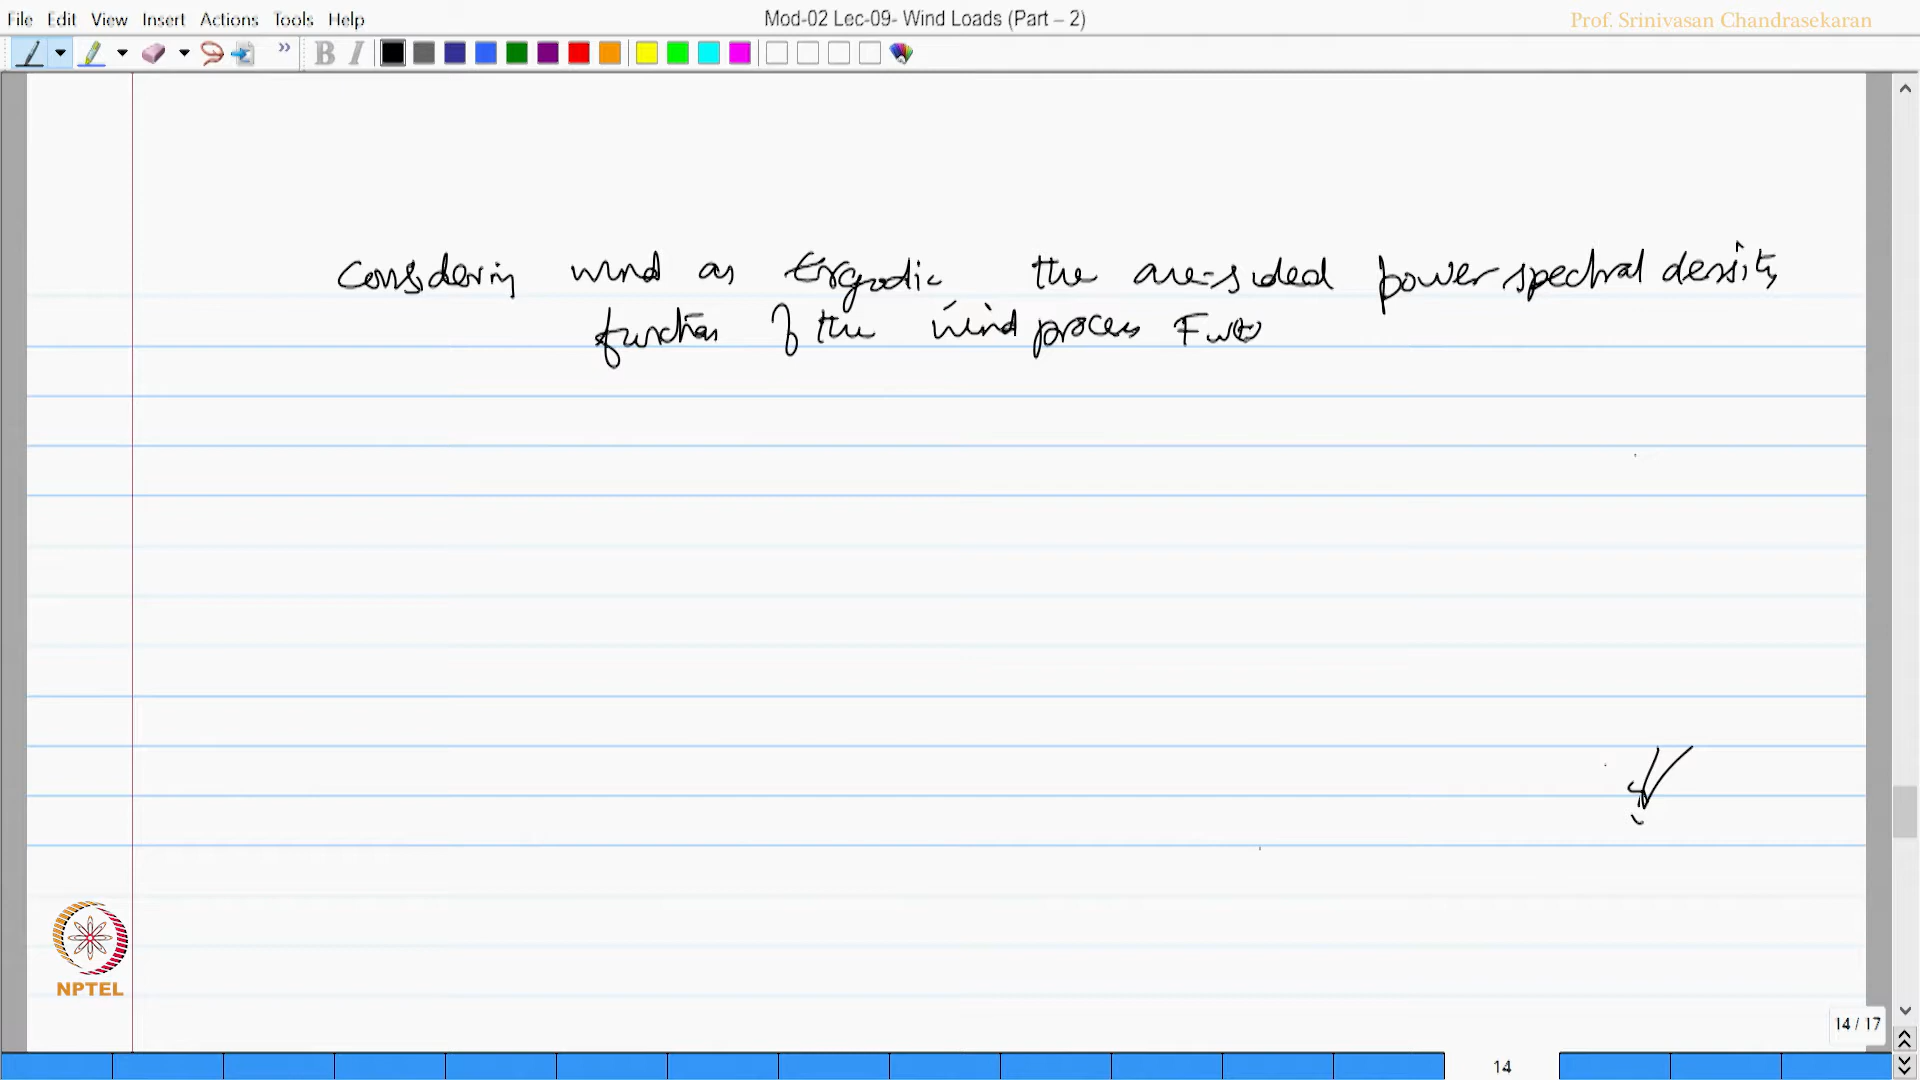 File Edit View Insert Actions Tools Help
Mod-02 Lec-09- Wind Loads (Part – 2)
Prof. Srinivasan Chandrasekaran
B I
Considering wind as Ergodic the one-sided power spectral density
function of the wind process Fw(t)
NPTEL
14 / 17
14